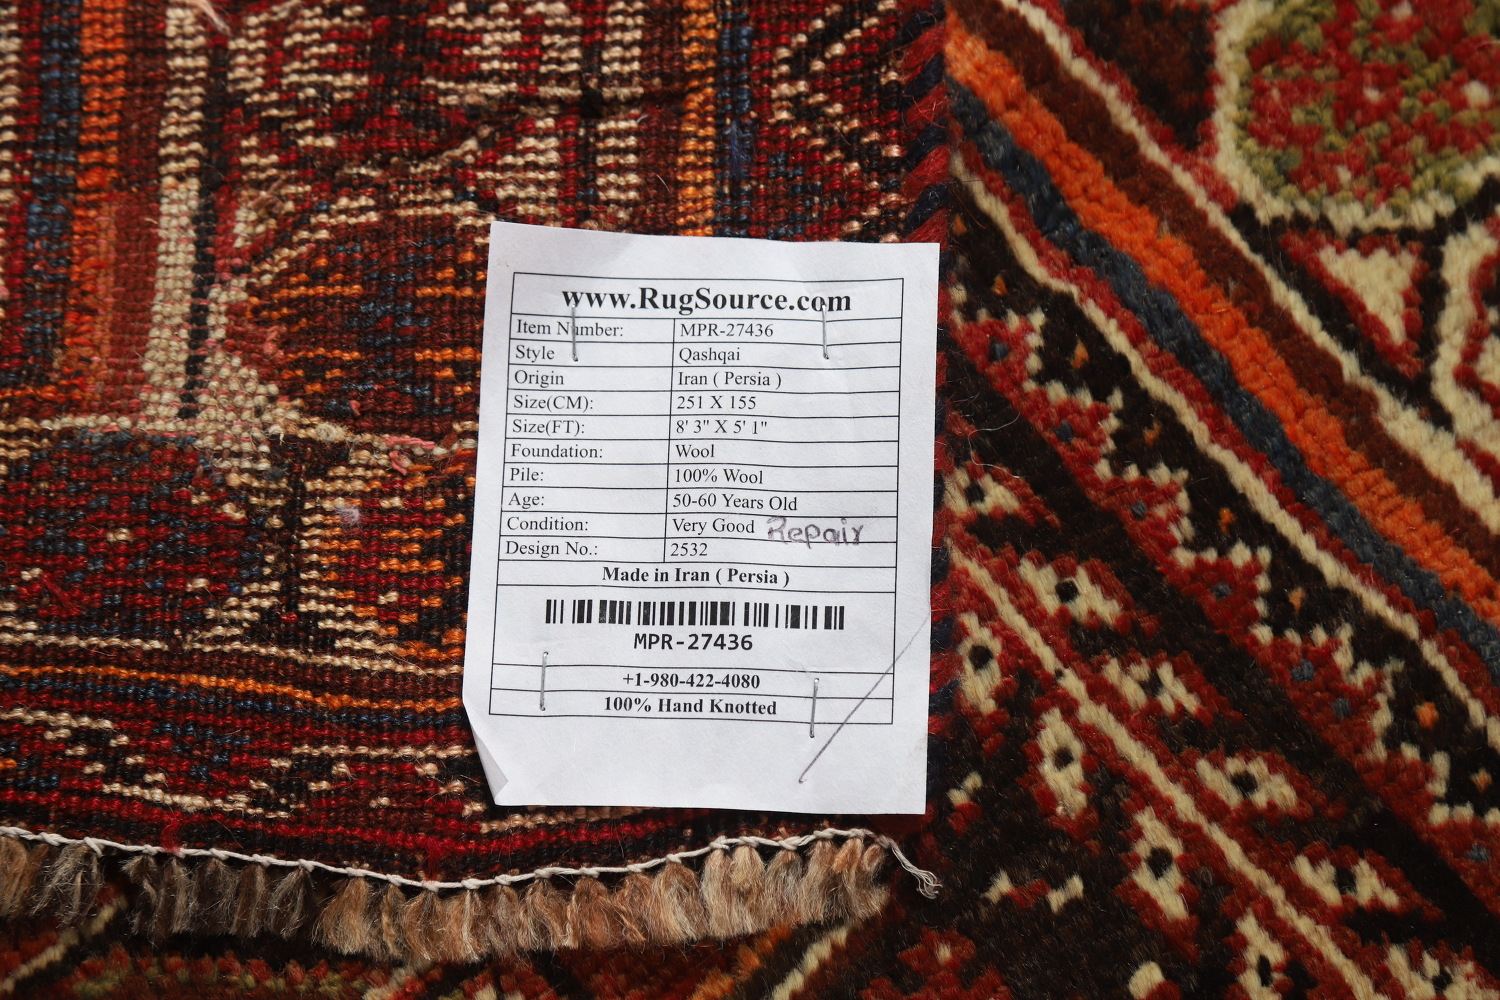 www.RugSource.com
Item Number: MPR-27436
Style Qashqai
Origin Iran ( Persia )
Size(CM): 251 X 155
Size(FT): 8' 3" X 5' 1"
Foundation: Wool
Pile: 100% Wool
Age: 50-60 Years Old
Condition: Very Good Repair
Design No.: 2532
Made in Iran ( Persia )
MPR-27436
+1-980-422-4080
100% Hand Knotted